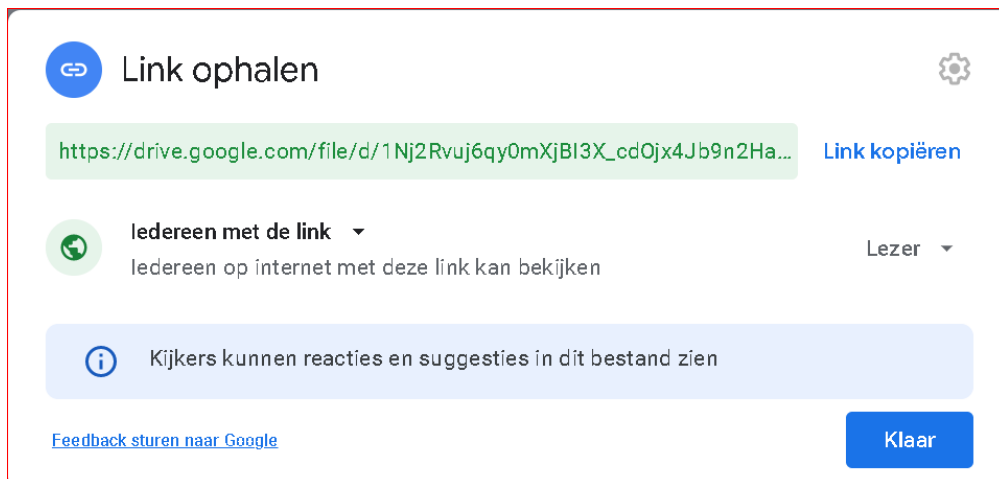 Link ophalen
https://drive.google.com/file/d/1Nj2Rvuj6qy0mXjBI3X_cdOjx4Jb9n2Ha... Link kopiëren
Iedereen met de link
Iedereen op internet met deze link kan bekijken
Lezer
Kijkers kunnen reacties en suggesties in dit bestand zien
Feedback sturen naar Google
Klaar